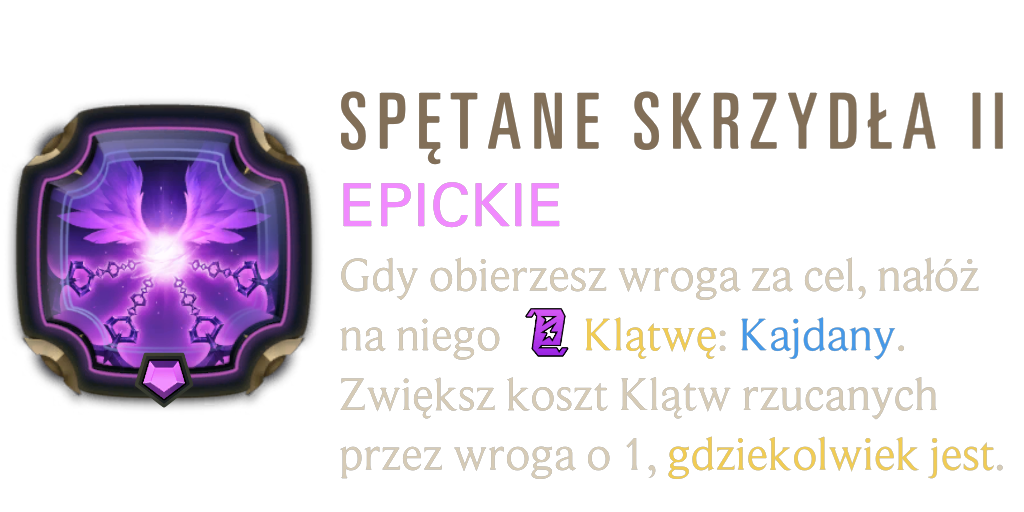 SPĘTANE SKRZYDŁA II
EPICKIE
Gdy obierzesz wroga za cel, nałóż
na niego Klątwę: Kajdany.
Zwiększ koszt Klątw rzucanych
przez wroga o 1, gdziekolwiek jest.